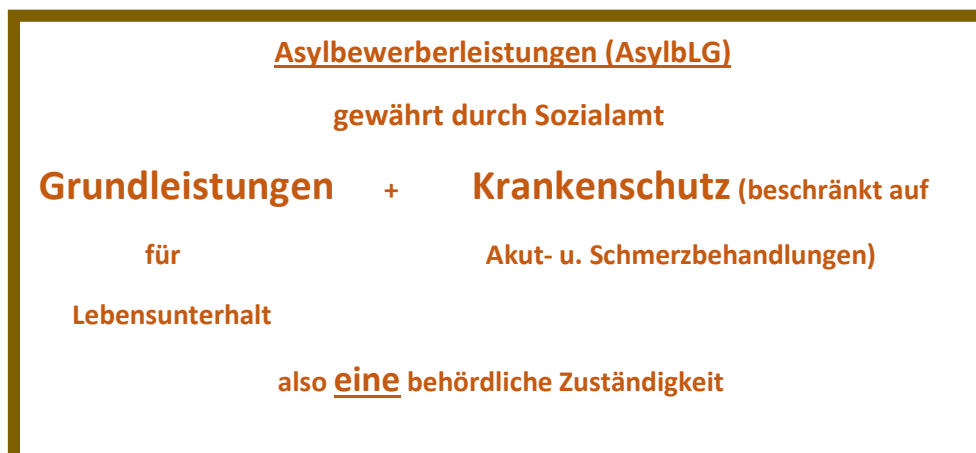 Asylbewerberleistungen (AsylbLG)
gewährt durch Sozialamt
Grundleistungen + Krankenschutz (beschränkt auf
für Akut- u. Schmerzbehandlungen)
Lebensunterhalt
also eine behördliche Zuständigkeit